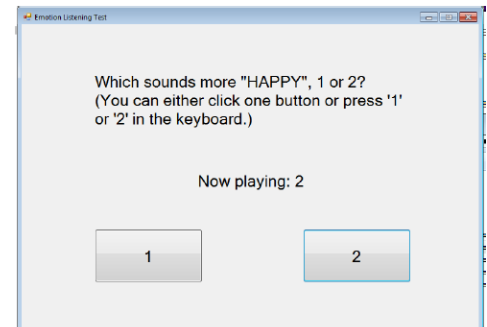 Emotion Listening Test
Which sounds more "HAPPY", 1 or 2?
(You can either click one button or press '1'
or '2' in the keyboard.)
Now playing: 2
1
2